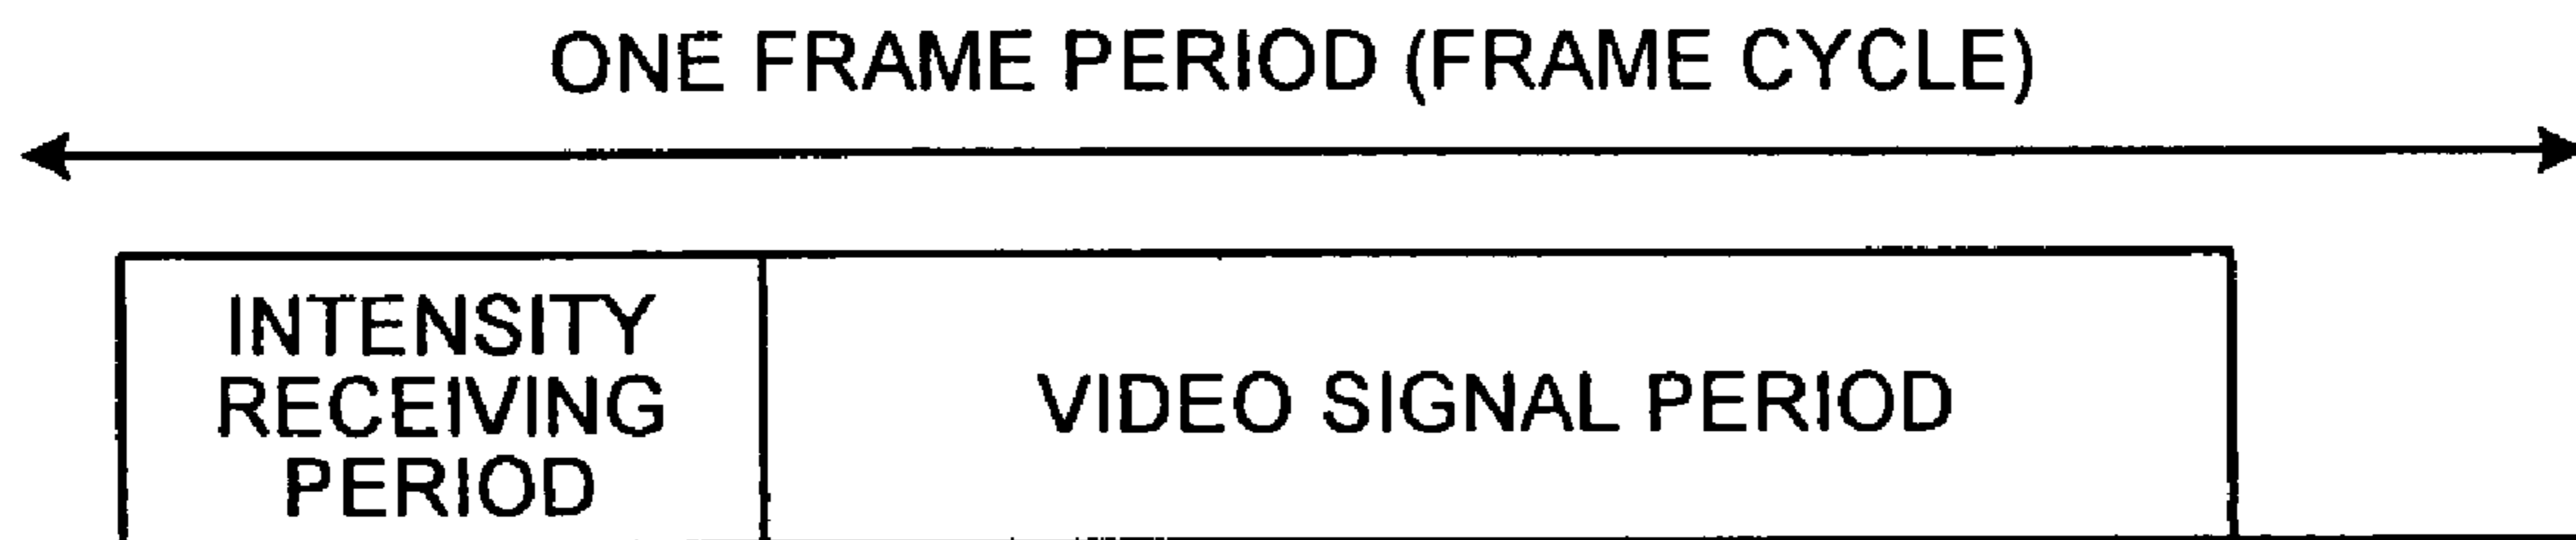 ONE FRAME PERIOD (FRAME CYCLE)
INTENSITY
RECEIVING
PERIOD
VIDEO SIGNAL PERIOD